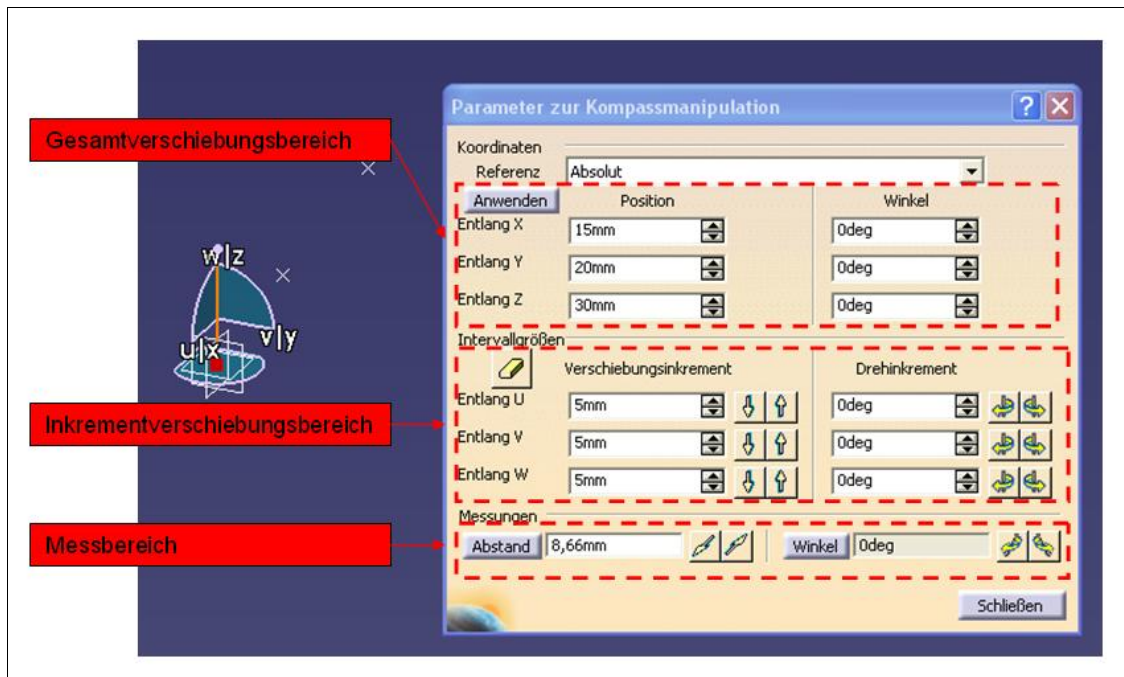 Parameter zur Kompassmanipulation
Gesamtverschiebungsbereich
Koordinaten
Referenz Absolut
Anwenden Position Winkel
Entlang X 15mm 0deg
Entlang Y 20mm 0deg
Entlang Z 30mm 0deg
w|z
v|y
u|x
Intervallgrößen
Verschiebungsinkrement Drehinkrement
Entlang U 5mm 0deg
Inkrementverschiebungsbereich
Entlang V 5mm 0deg
Entlang W 5mm 0deg
Messungen
Messbereich
Abstand 8,66mm Winkel 0deg
Schließen